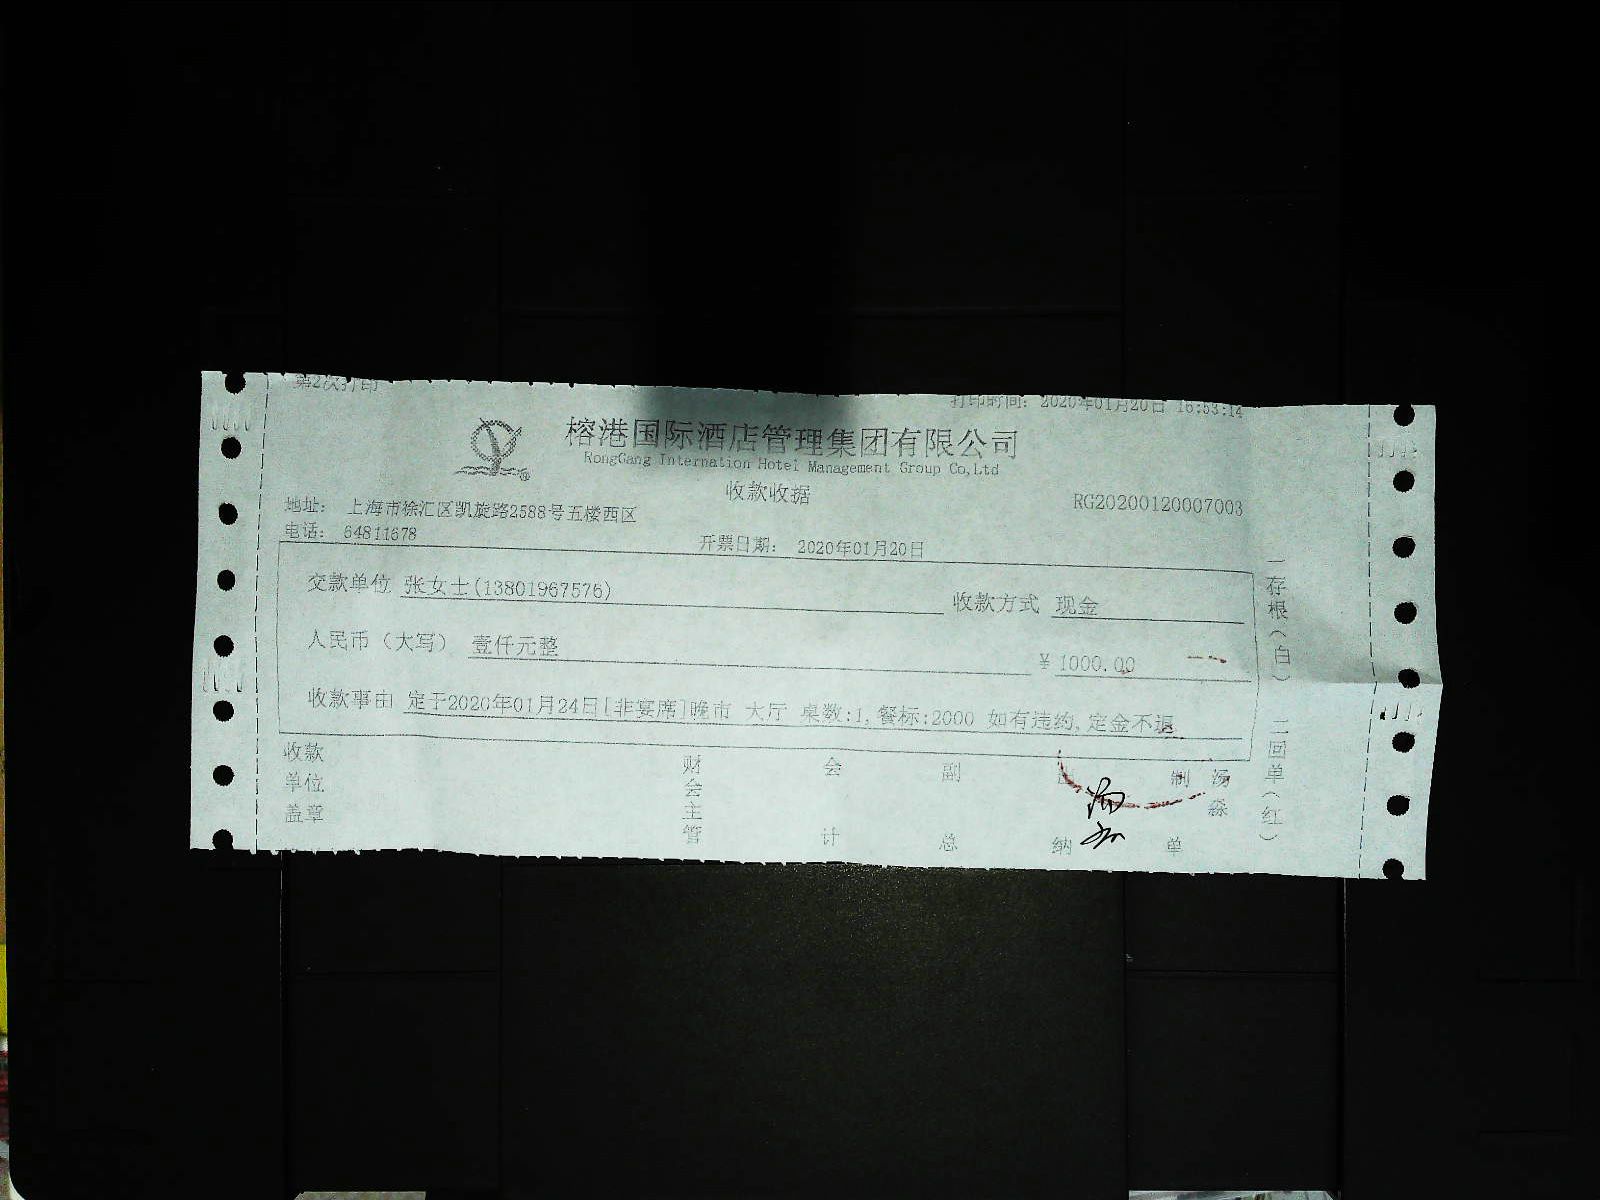 第2次打印
打印时间: 2020年01月20日 16:53:14
榕港国际酒店管理集团有限公司
RongGang Internation Hotel Management Group Co,Ltd
收款收据
RG20200120007003
地址: 上海市徐汇区凯旋路2588号五楼西区
电话: 64811678
开票日期: 2020年01月20日
交款单位 张女士(13801967576)
收款方式 现金
人民币（大写） 壹仟元整
¥ 1000.00
收款事由 定于2020年01月24日[非宴席]晚市 大厅 桌数:1,餐标:2000 如有违约,定金不退
收款单位盖章
财会主管
会计
副总
出纳
制单
汤淼
一存根(白)
二回单(红)